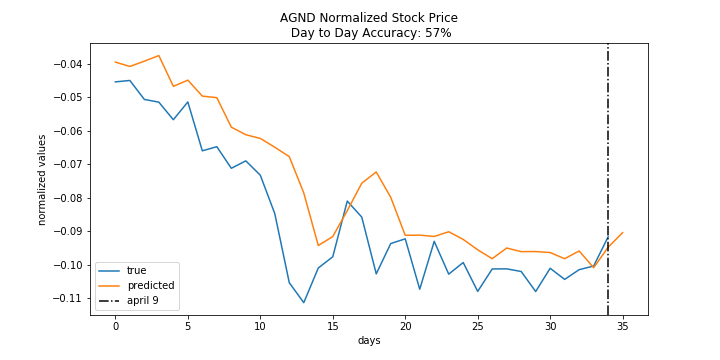 AGND Normalized Stock Price
Day to Day Accuracy: 57%
normalized values
−0.04
−0.05
−0.06
−0.07
−0.08
−0.09
−0.10
−0.11
true
predicted
april 9
0 5 10 15 20 25 30 35
days